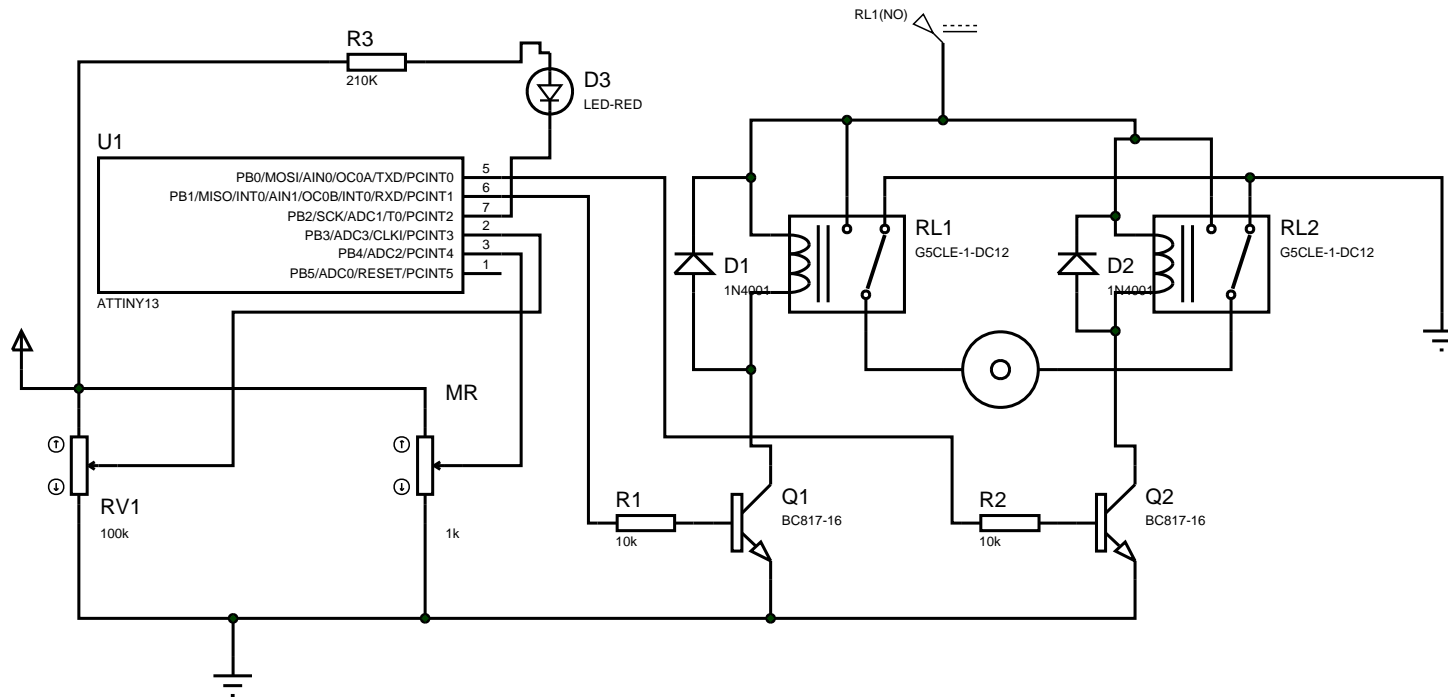 RL1(NO)
R3
210K
D3
LED-RED
U1
PB0/MOSI/AIN0/OC0A/TXD/PCINT0
5
PB1/MISO/INT0/AIN1/OC0B/INT0/RXD/PCINT1
6
PB2/SCK/ADC1/T0/PCINT2
7
PB3/ADC3/CLKI/PCINT3
2
PB4/ADC2/PCINT4
3
PB5/ADC0/RESET/PCINT5
1
ATTINY13
D1
1N4001
RL1
G5CLE-1-DC12
D2
1N4001
RL2
G5CLE-1-DC12
MR
1k
RV1
100k
R1
10k
Q1
BC817-16
R2
10k
Q2
BC817-16